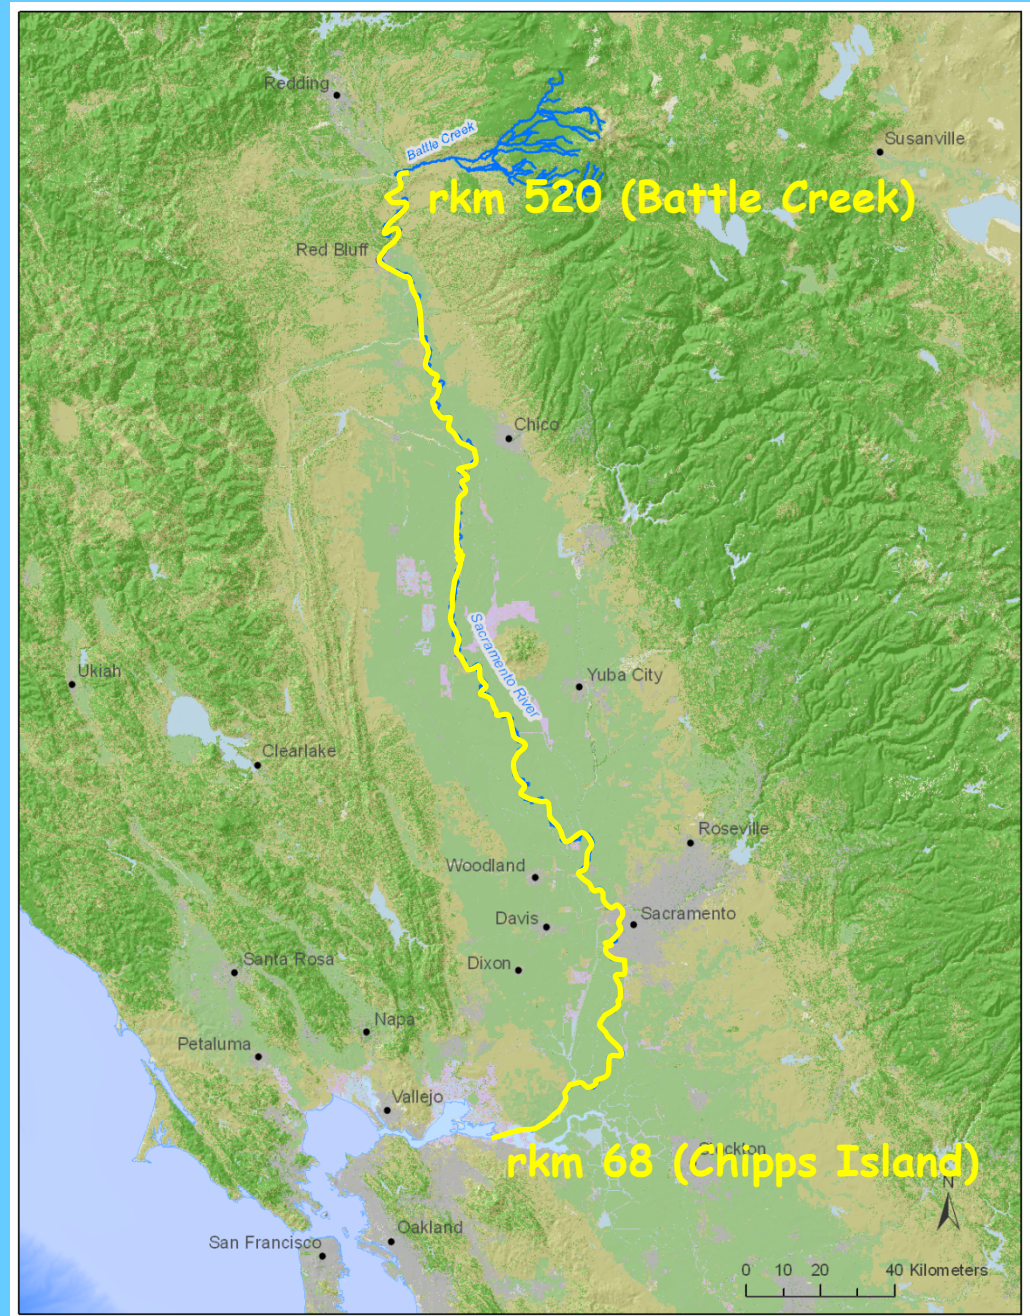 Redding
Battle Creek
Susanville
rkm 520 (Battle Creek)
Red Bluff
Chico
Sacramento River
Ukiah
Yuba City
Clearlake
Roseville
Woodland
Sacramento
Davis
Dixon
Santa Rosa
Napa
Petaluma
Vallejo
Stockton
rkm 68 (Chipps Island)
N
Oakland
San Francisco
0 10 20 40 Kilometers